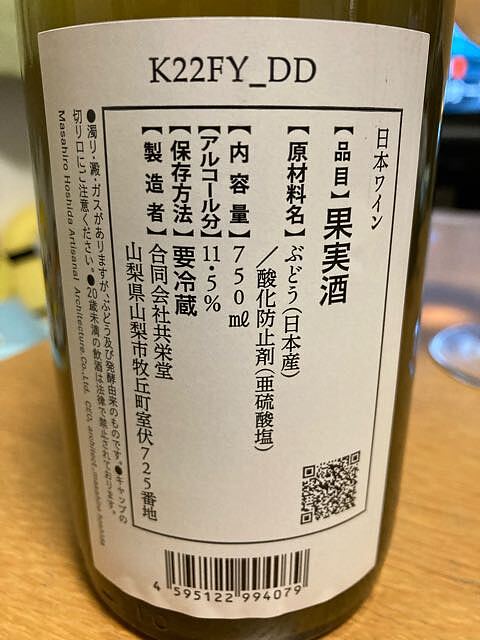 K22FY_DD
日本ワイン
【品目】果実酒
【原材料名】ぶどう(日本産)
／酸化防止剤(亜硫酸塩)
【内容量】750㎖
【アルコール分】11.5%
【保存方法】要冷蔵
【製造者】合同会社共栄堂
山梨県山梨市牧丘町室伏725番地
●濁り・澱・ガスがありますが、ぶどう及び発酵由来のものです。●キャップの
切り口にご注意ください。●20歳未満の飲酒は法律で禁止されております。
Masahiro Hoshida Artisanal Architecture.Co.,Ltd.
4 595122 994079